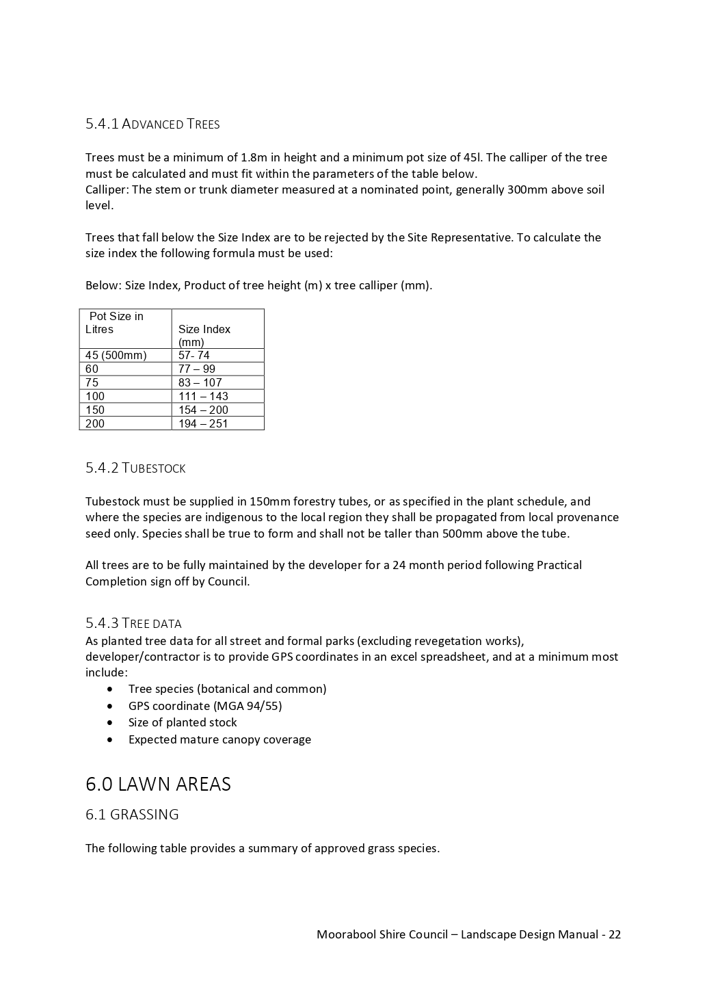 5.4.1 ADVANCED TREES
Trees must be a minimum of 1.8m in height and a minimum pot size of 45l. The calliper of the tree
must be calculated and must fit within the parameters of the table below.
Calliper: The stem or trunk diameter measured at a nominated point, generally 300mm above soil
level.
Trees that fall below the Size Index are to be rejected by the Site Representative. To calculate the
size index the following formula must be used:
Below: Size Index, Product of tree height (m) x tree calliper (mm).
Pot Size in
Litres
Size Index
(mm)
45 (500mm) 57- 74
60 77 – 99
75 83 – 107
100 111 – 143
150 154 – 200
200 194 – 251
5.4.2 TUBESTOCK
Tubestock must be supplied in 150mm forestry tubes, or as specified in the plant schedule, and
where the species are indigenous to the local region they shall be propagated from local provenance
seed only. Species shall be true to form and shall not be taller than 500mm above the tube.
All trees are to be fully maintained by the developer for a 24 month period following Practical
Completion sign off by Council.
5.4.3 TREE DATA
As planted tree data for all street and formal parks (excluding revegetation works),
developer/contractor is to provide GPS coordinates in an excel spreadsheet, and at a minimum most
include:
• Tree species (botanical and common)
• GPS coordinate (MGA 94/55)
• Size of planted stock
• Expected mature canopy coverage
6.0 LAWN AREAS
6.1 GRASSING
The following table provides a summary of approved grass species.
Moorabool Shire Council – Landscape Design Manual - 22